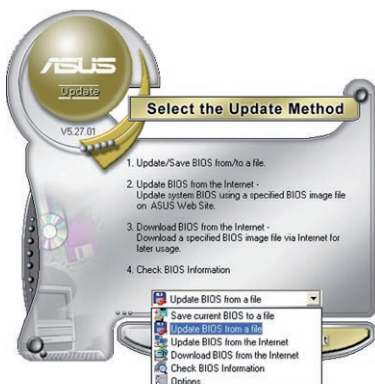 ASUS
Update
V5.27.01
Select the Update Method
1. Update/Save BIOS from/to a file.
2. Update BIOS from the Internet -
Update system BIOS using a specified BIOS image file
on ASUS Web Site.
3. Download BIOS from the Internet -
Download a specified BIOS image file via Internet for
later usage.
4. Check BIOS Information
Update BIOS from a file
Save current BIOS to a file
Update BIOS from a file
Update BIOS from the Internet
Download BIOS from the Internet
Check BIOS Information
Options